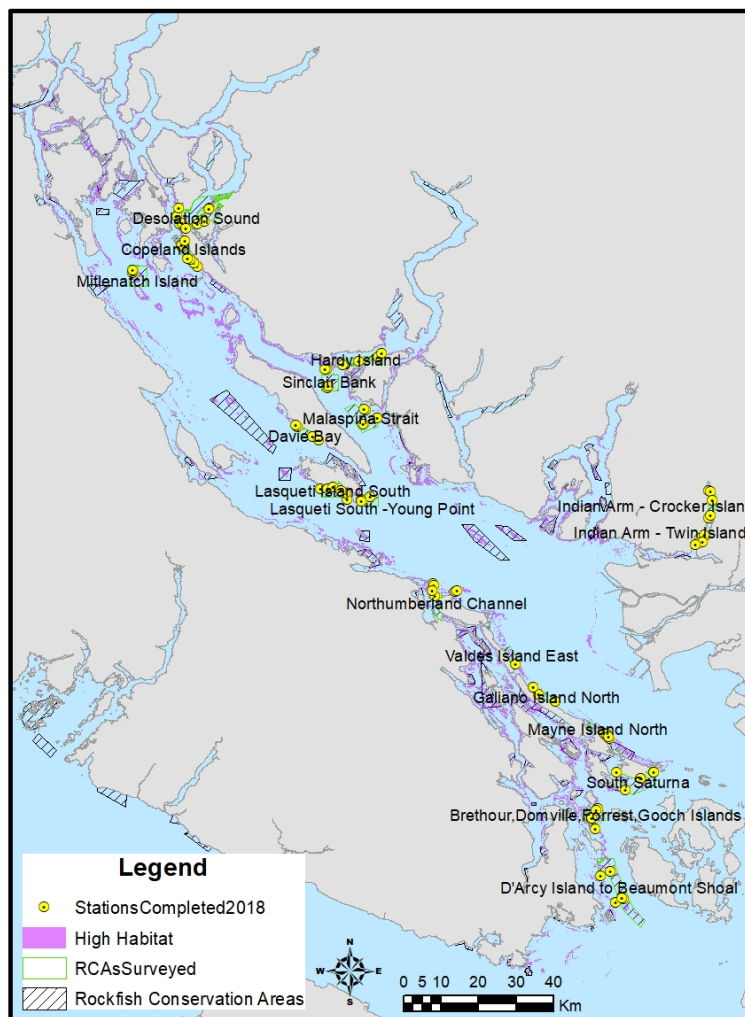 Desolation Sound
Copeland Islands
Mitlenatch Island
Hardy Island
Sinclair Bank
Malaspina Strait
Davie Bay
Lasqueti Island South
Lasqueti South -Young Point
Indian Arm - Crocker Islan
Indian Arm - Twin Island
Northumberland Channel
Valdes Island East
Galiano Island North
Mayne Island North
South Saturna
Brethour,Domville,Forrest,Gooch Islands
D'Arcy Island to Beaumont Shoal
Legend
StationsCompleted2018
High Habitat
RCAsSurveyed
Rockfish Conservation Areas
N
W E
S
0 5 10 20 30 40
Km